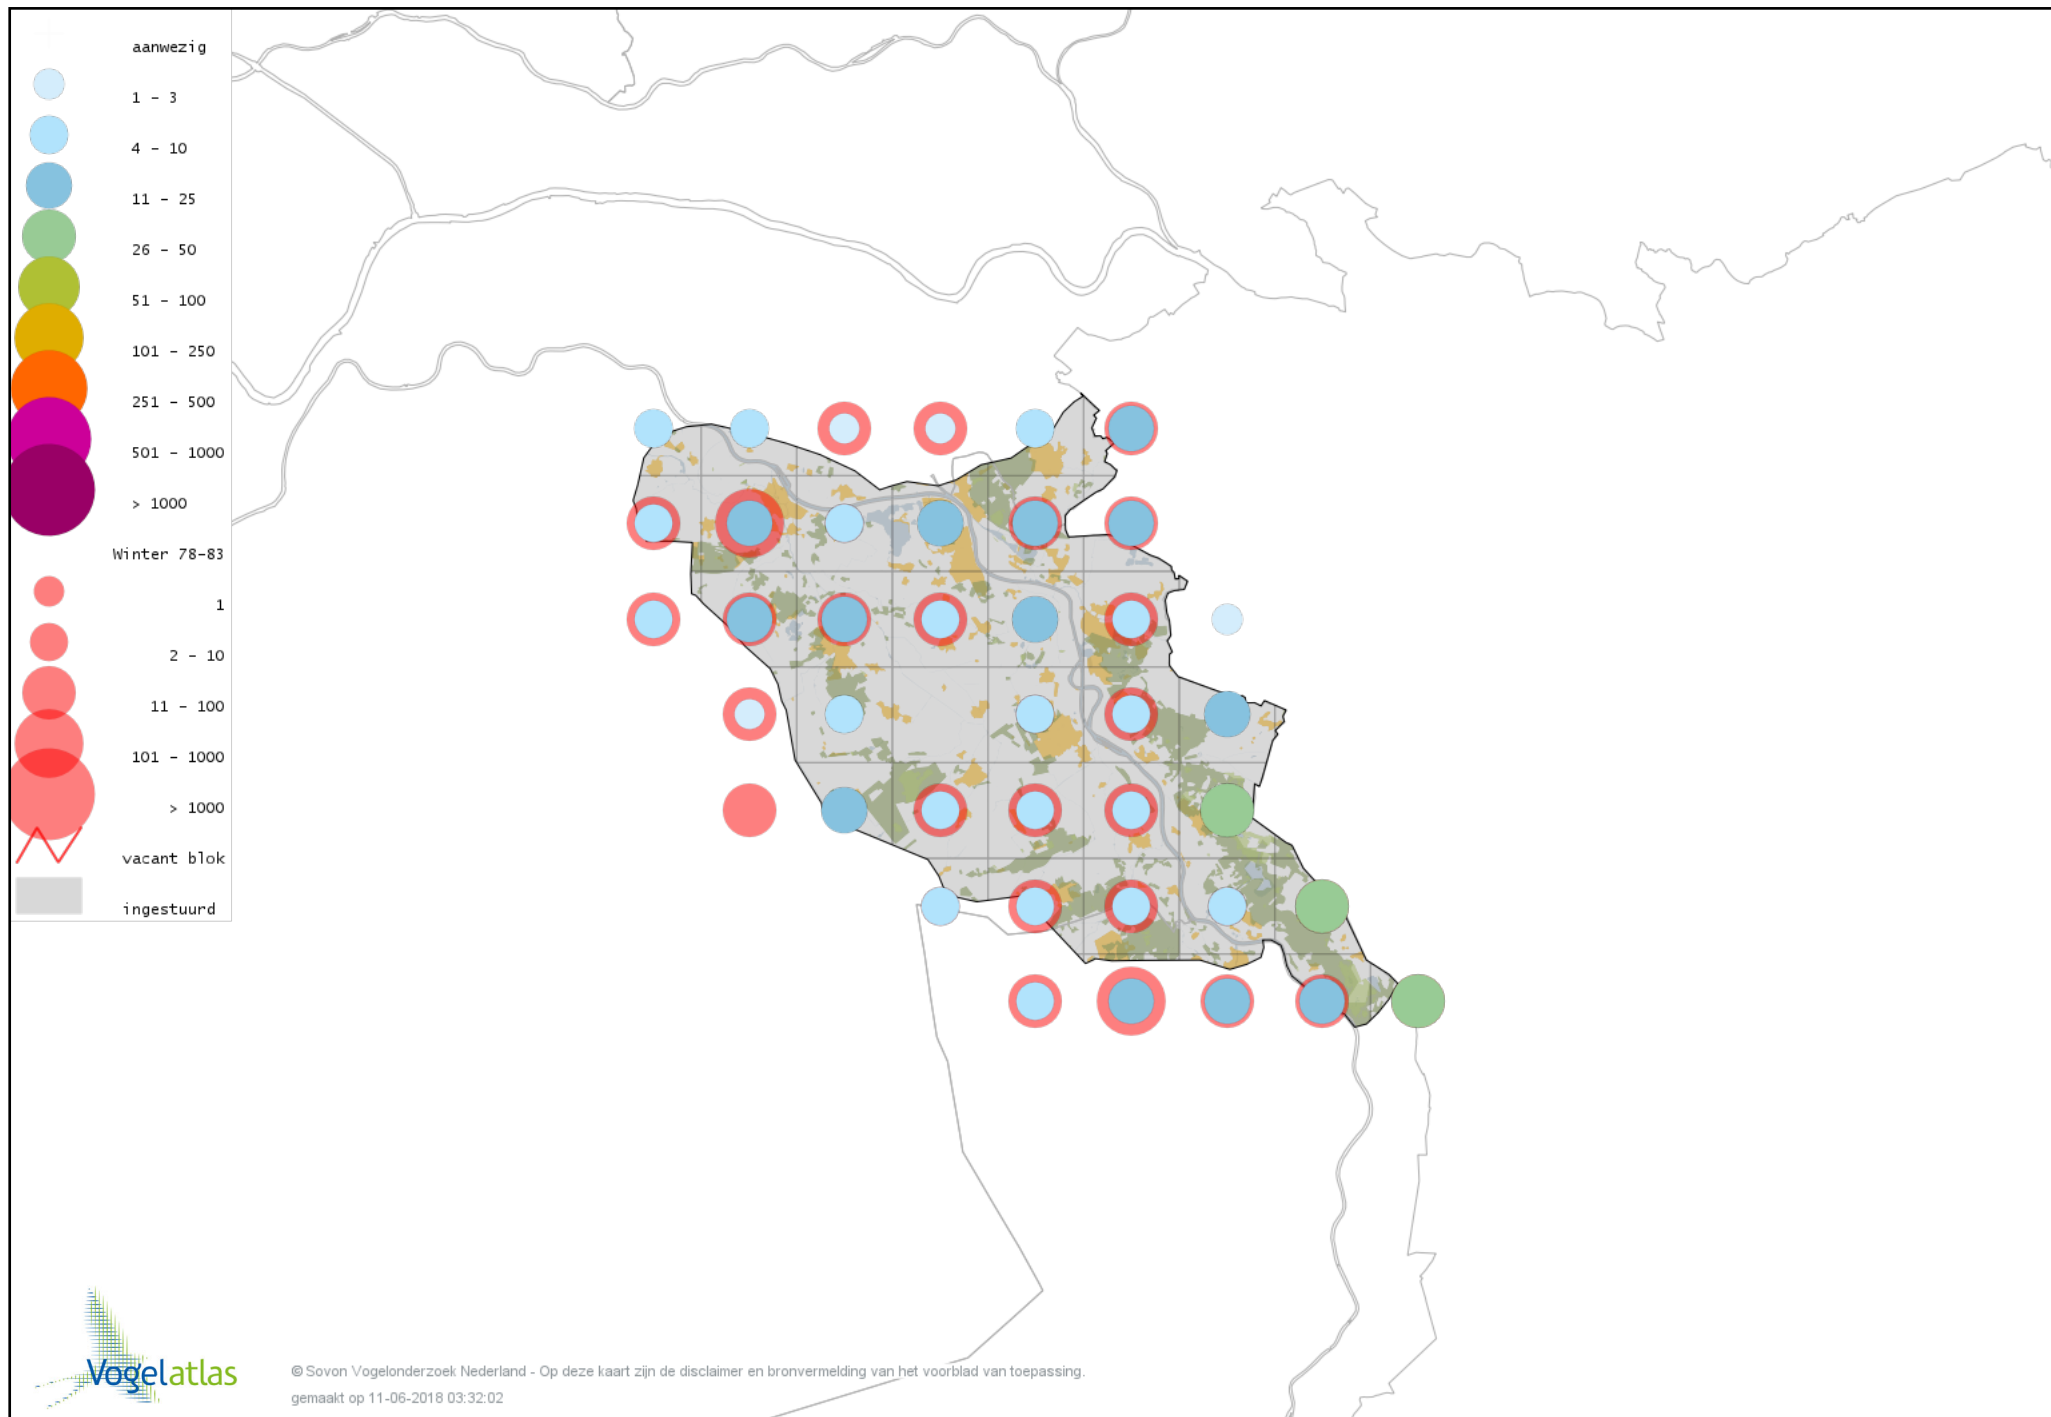 aanwezig
1 - 3
4 - 10
11 - 25
26 - 50
51 - 100
101 - 250
251 - 500
501 - 1000
> 1000
Winter 78-83
1
2 - 10
11 - 100
101 - 1000
> 1000
vacant blok
ingestuurd
Vogelatlas
© Sovon Vogelonderzoek Nederland - Op deze kaart zijn de disclaimer en bronvermelding van het voorblad van toepassing.
gemaakt op 11-06-2018 03:32:02